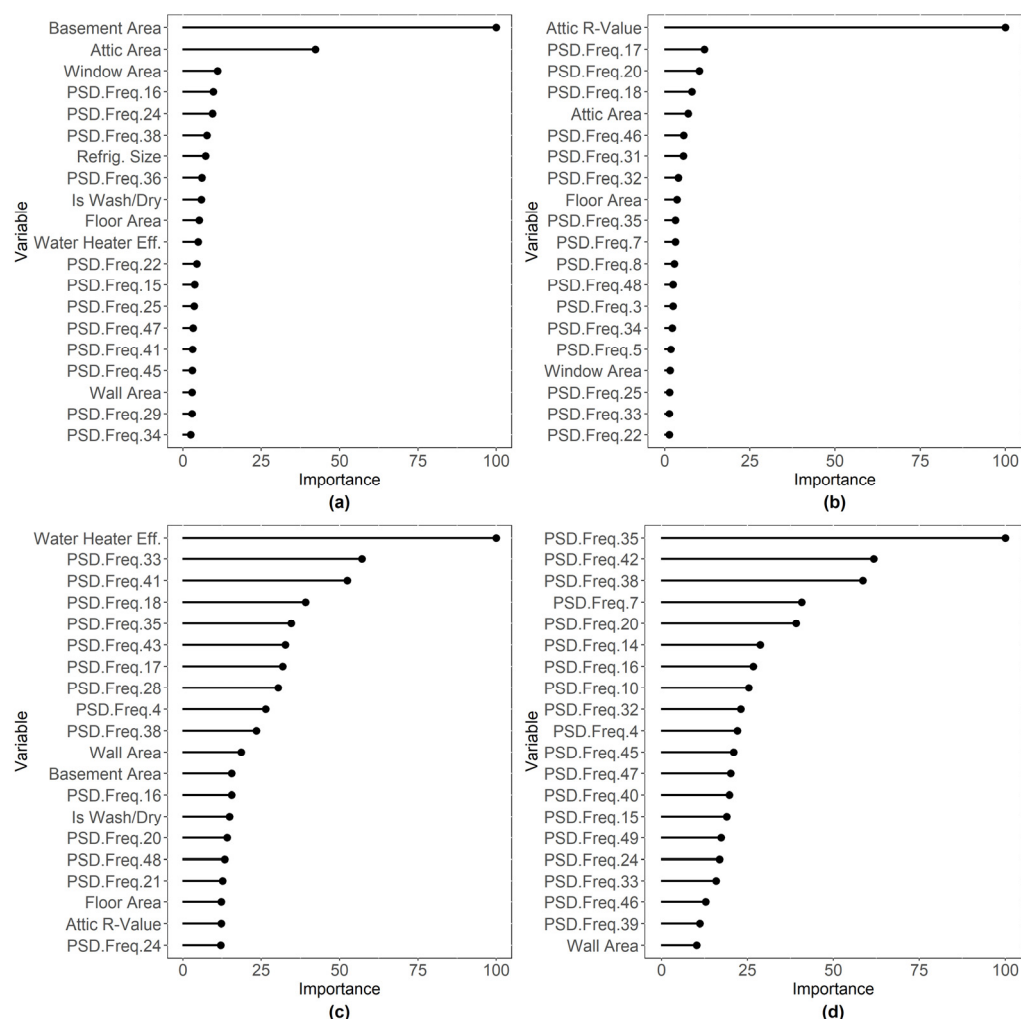 Variable
Basement Area
Attic Area
Window Area
PSD.Freq.16
PSD.Freq.24
PSD.Freq.38
Refrig. Size
PSD.Freq.36
Is Wash/Dry
Floor Area
Water Heater Eff.
PSD.Freq.22
PSD.Freq.15
PSD.Freq.25
PSD.Freq.47
PSD.Freq.41
PSD.Freq.45
Wall Area
PSD.Freq.29
PSD.Freq.34
0 25 50 75 100
Importance
(a)
Variable
Attic R-Value
PSD.Freq.17
PSD.Freq.20
PSD.Freq.18
Attic Area
PSD.Freq.46
PSD.Freq.31
PSD.Freq.32
Floor Area
PSD.Freq.35
PSD.Freq.7
PSD.Freq.8
PSD.Freq.48
PSD.Freq.3
PSD.Freq.34
PSD.Freq.5
Window Area
PSD.Freq.25
PSD.Freq.33
PSD.Freq.22
0 25 50 75 100
Importance
(b)
Variable
Water Heater Eff.
PSD.Freq.33
PSD.Freq.41
PSD.Freq.18
PSD.Freq.35
PSD.Freq.43
PSD.Freq.17
PSD.Freq.28
PSD.Freq.4
PSD.Freq.38
Wall Area
Basement Area
PSD.Freq.16
Is Wash/Dry
PSD.Freq.20
PSD.Freq.48
PSD.Freq.21
Floor Area
Attic R-Value
PSD.Freq.24
0 25 50 75 100
Importance
(c)
Variable
PSD.Freq.35
PSD.Freq.42
PSD.Freq.38
PSD.Freq.7
PSD.Freq.20
PSD.Freq.14
PSD.Freq.16
PSD.Freq.10
PSD.Freq.32
PSD.Freq.4
PSD.Freq.45
PSD.Freq.47
PSD.Freq.40
PSD.Freq.15
PSD.Freq.49
PSD.Freq.24
PSD.Freq.33
PSD.Freq.46
PSD.Freq.39
Wall Area
0 25 50 75 100
Importance
(d)